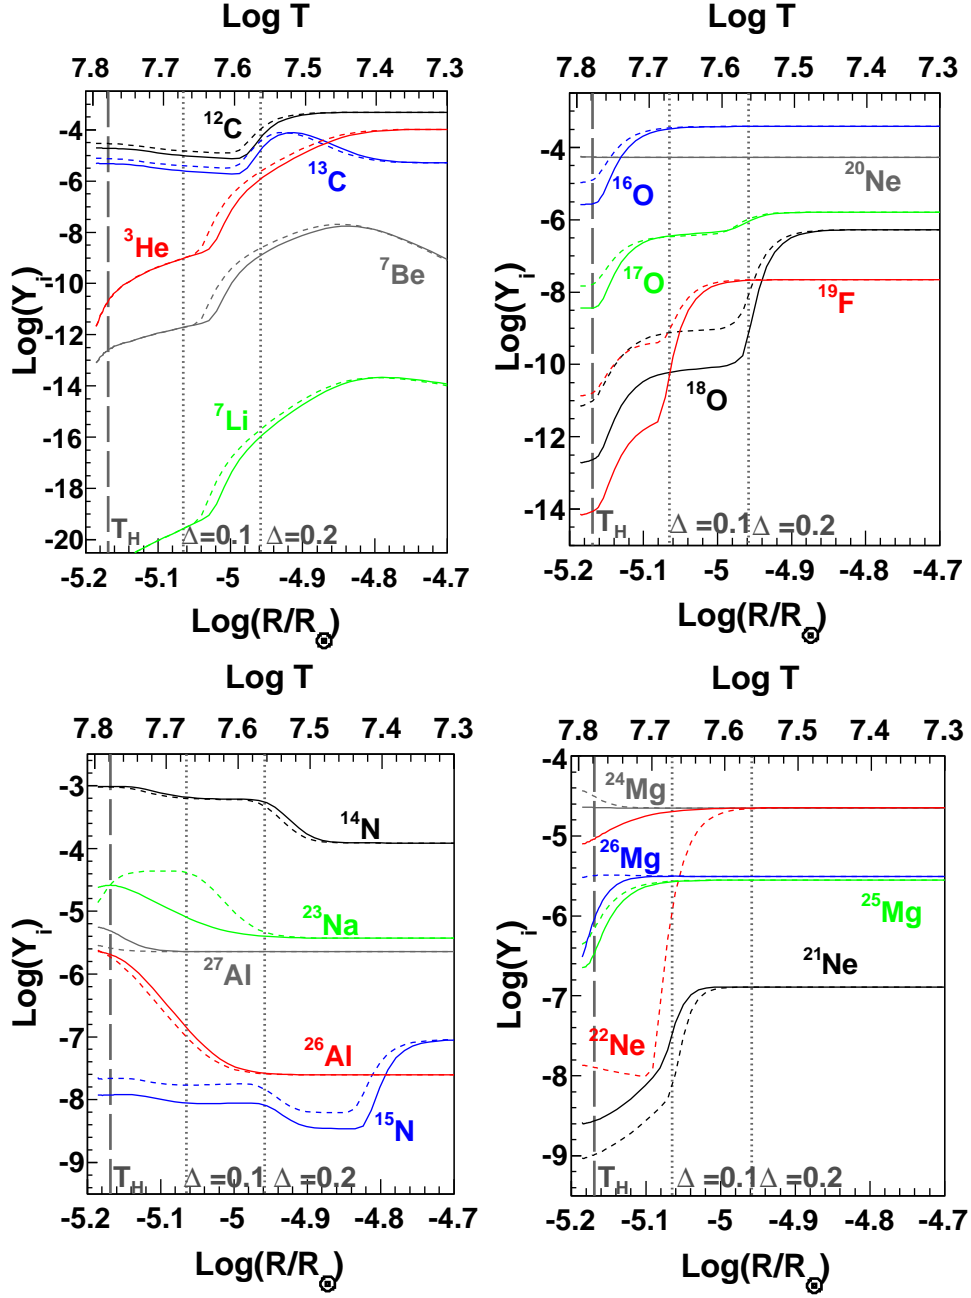 Log T
7.8 7.7 7.6 7.5 7.4 7.3
-4
-6
-8
-10
-12
-14
-16
-18
-20
Log(Y_i)
¹²C
¹³C
³He
⁷Be
⁷Li
T_H Δ=0.1 Δ=0.2
-5.2 -5.1 -5 -4.9 -4.8 -4.7
Log(R/R_⊙)
Log T
7.8 7.7 7.6 7.5 7.4 7.3
-4
-6
-8
-10
-12
-14
Log(Y_i)
²⁰Ne
¹⁶O
¹⁷O
¹⁹F
¹⁸O
T_H Δ=0.1 Δ=0.2
-5.2 -5.1 -5 -4.9 -4.8 -4.7
Log(R/R_⊙)
Log T
7.8 7.7 7.6 7.5 7.4 7.3
-3
-4
-5
-6
-7
-8
-9
Log(Y_i)
¹⁴N
²³Na
²⁷Al
²⁶Al
¹⁵N
T_H Δ=0.1 Δ=0.2
-5.2 -5.1 -5 -4.9 -4.8 -4.7
Log(R/R_⊙)
Log T
7.8 7.7 7.6 7.5 7.4 7.3
-4
-5
-6
-7
-8
-9
Log(Y_i)
²⁴Mg
²⁶Mg
²⁵Mg
²¹Ne
²²Ne
T_H Δ=0.1 Δ=0.2
-5.2 -5.1 -5 -4.9 -4.8 -4.7
Log(R/R_⊙)